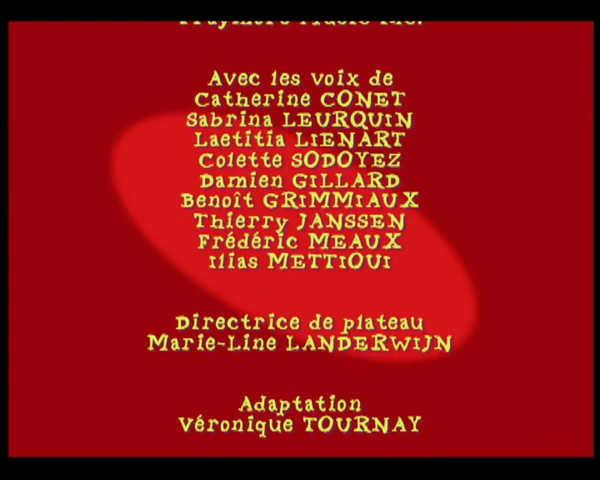 Avec les voix de
Catherine CONET
Sabrina LEURQUIN
Laetitia LIENART
Colette SODOYEZ
Damien GILLARD
Benoît GRIMMIAUX
Thierry JANSSEN
Frédéric MEAUX
Ilias METTIOUI
Directrice de plateau
Marie-Line LANDERWIJN
Adaptation
Véronique TOURNAY